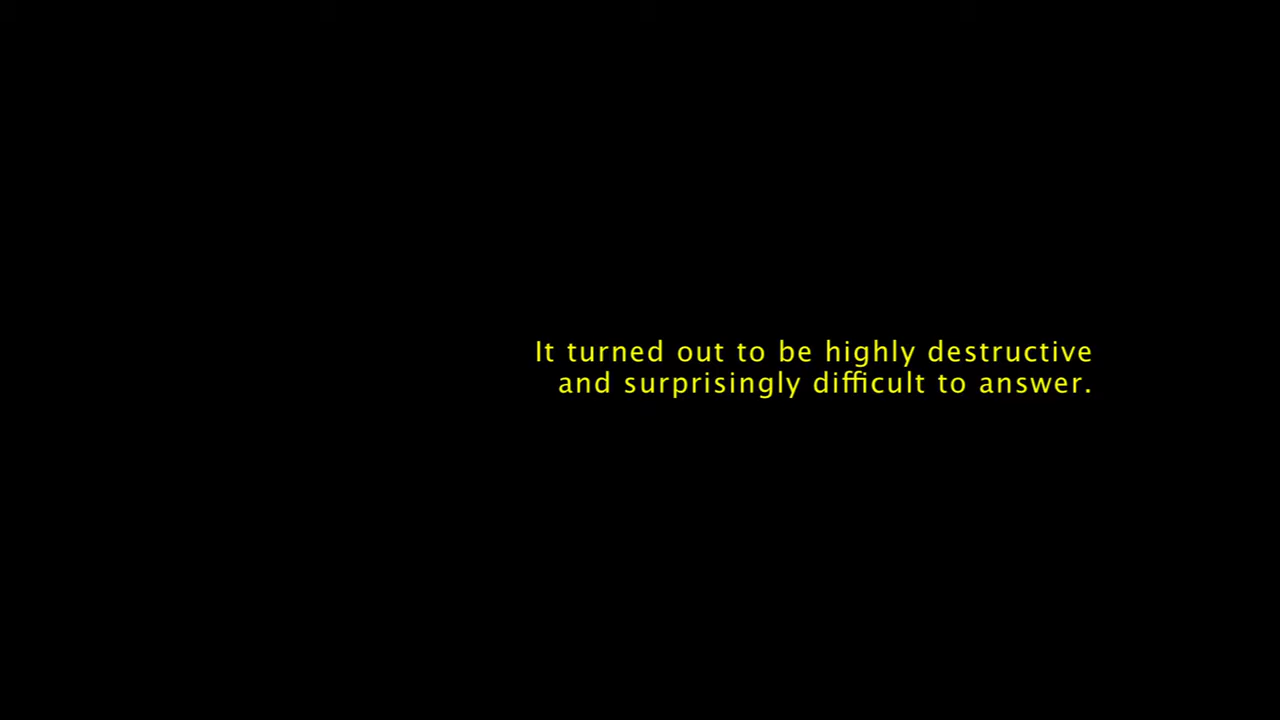 It turned out to be highly destructive
and surprisingly difficult to answer.